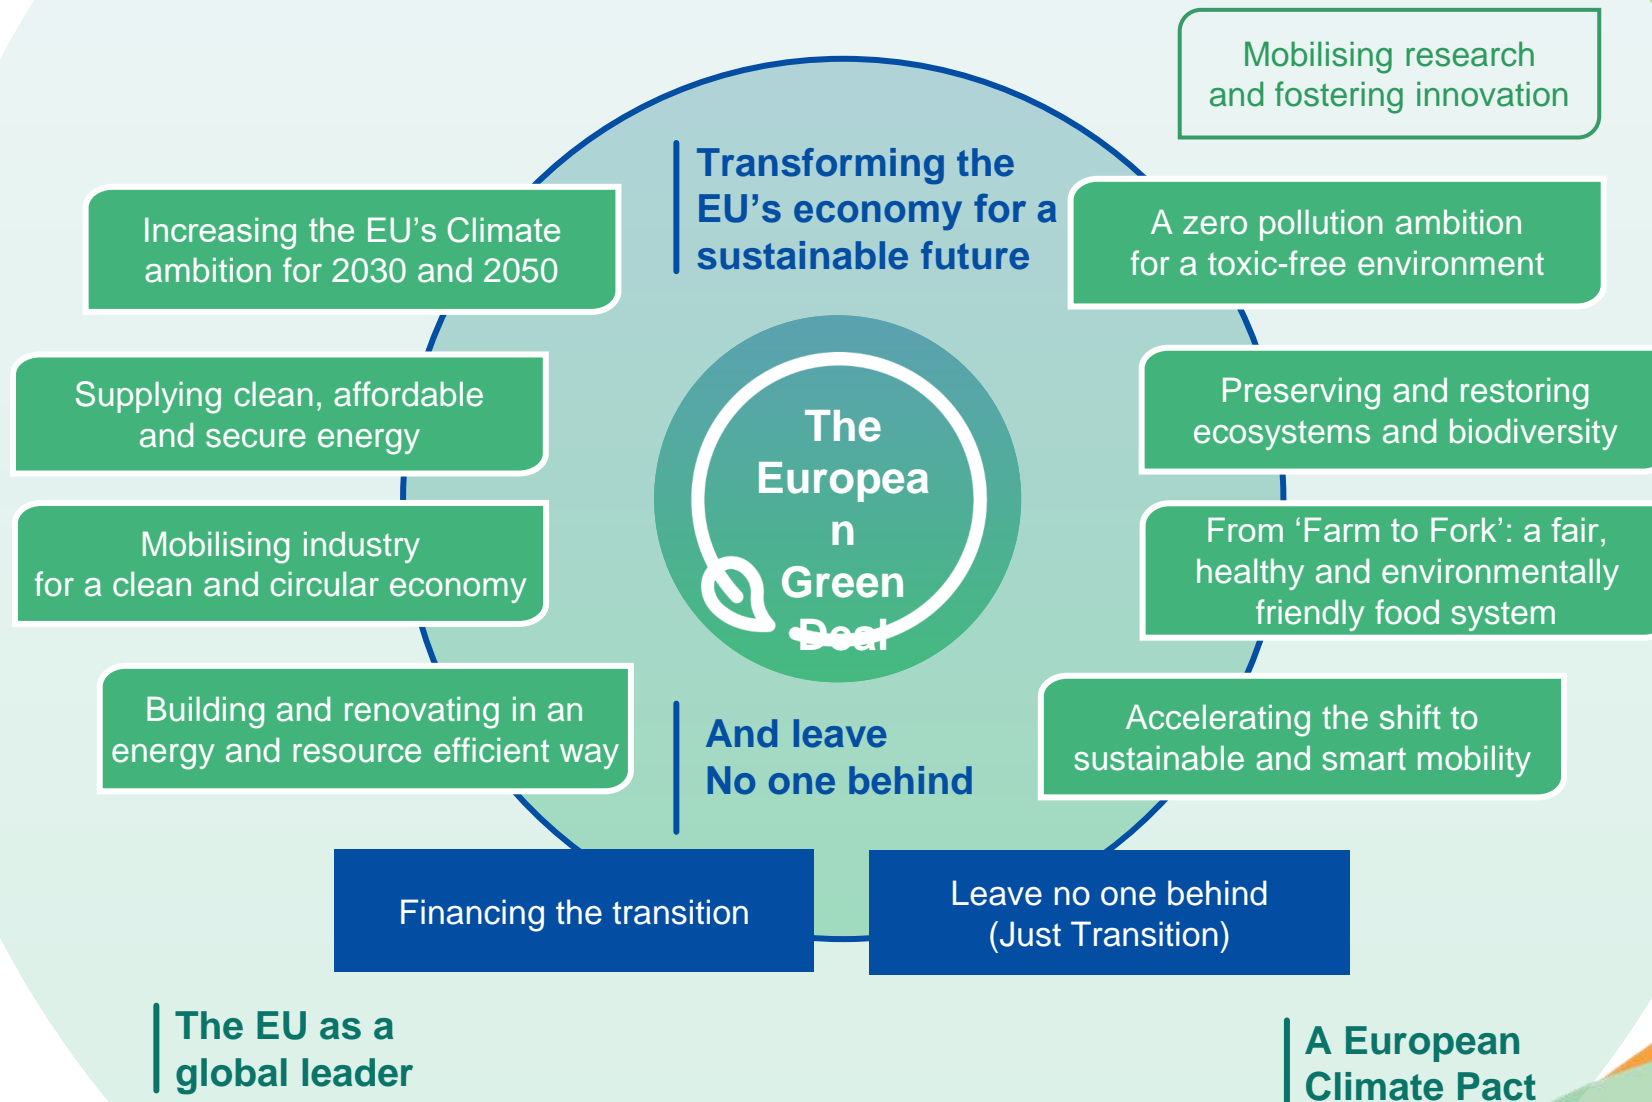 Mobilising research
and fostering innovation
Transforming the
EU’s economy for a
sustainable future
Increasing the EU’s Climate
ambition for 2030 and 2050
A zero pollution ambition
for a toxic-free environment
Supplying clean, affordable
and secure energy
Preserving and restoring
ecosystems and biodiversity
The
Europea
n
Green
Deal
Mobilising industry
for a clean and circular economy
From ‘Farm to Fork’: a fair,
healthy and environmentally
friendly food system
Building and renovating in an
energy and resource efficient way
Accelerating the shift to
sustainable and smart mobility
And leave
No one behind
Financing the transition
Leave no one behind
(Just Transition)
The EU as a
global leader
A European
Climate Pact